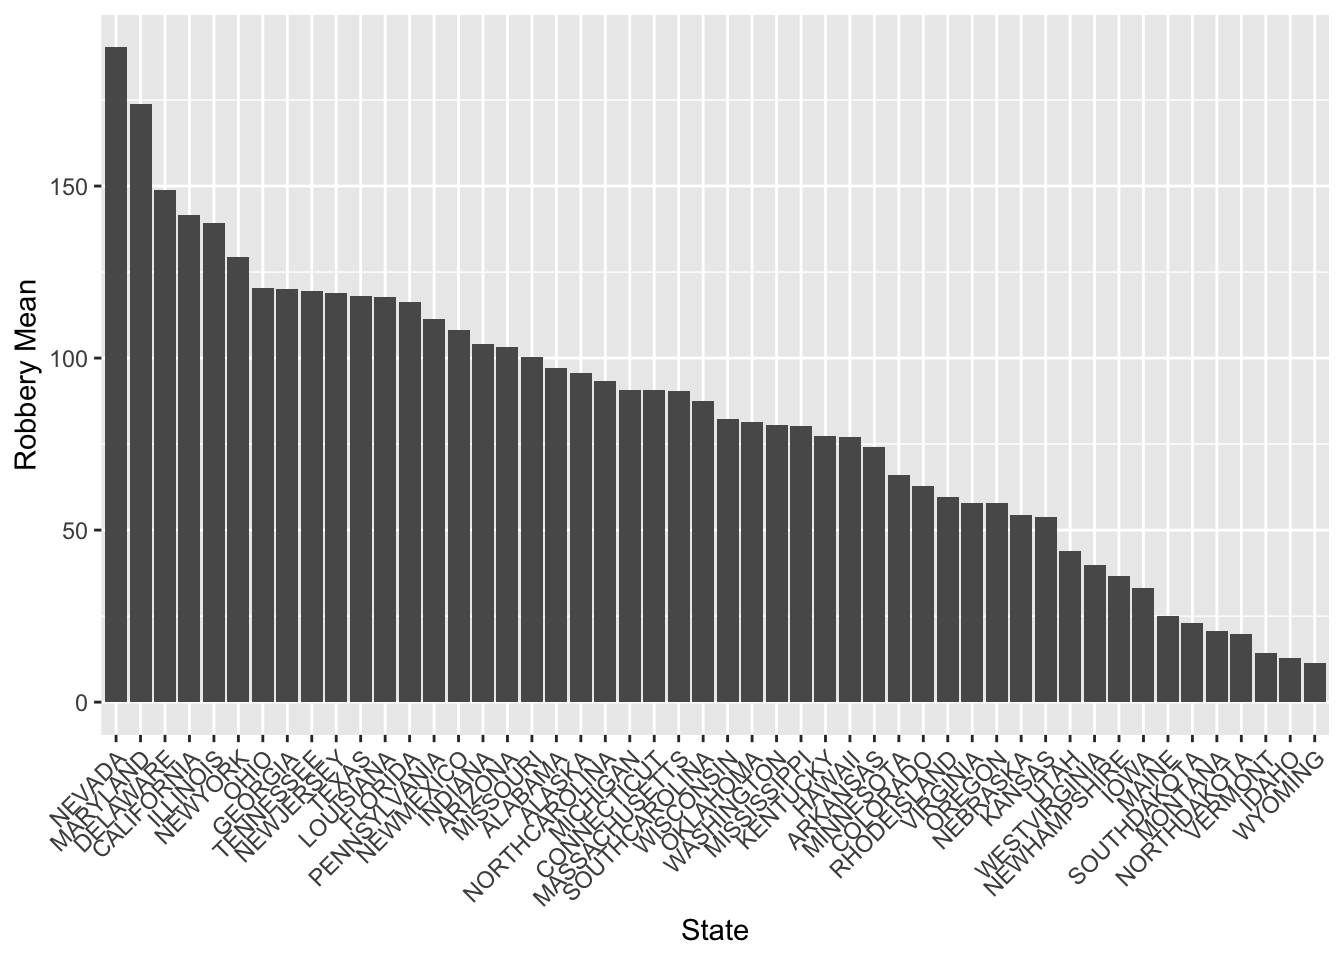 Robbery Mean
150
100
50
0
NEVADA
MARYLAND
DELAWARE
CALIFORNIA
ILLINOIS
NEWYORK
OHIO
GEORGIA
TENNESSEE
NEWJERSEY
TEXAS
LOUISIANA
FLORIDA
PENNSYLVANIA
NEWMEXICO
INDIANA
ARIZONA
MISSOURI
ALABAMA
ALASKA
NORTHCAROLINA
MICHIGAN
CONNECTICUT
MASSACHUSETTS
SOUTHCAROLINA
WISCONSIN
OKLAHOMA
WASHINGTON
MISSISSIPPI
KENTUCKY
HAWAII
ARKANSAS
MINNESOTA
COLORADO
RHODEISLAND
VIRGINIA
OREGON
NEBRASKA
KANSAS
UTAH
WESTVIRGINIA
NEWHAMPSHIRE
IOWA
MAINE
SOUTHDAKOTA
MONTANA
NORTHDAKOTA
VERMONT
IDAHO
WYOMING
State